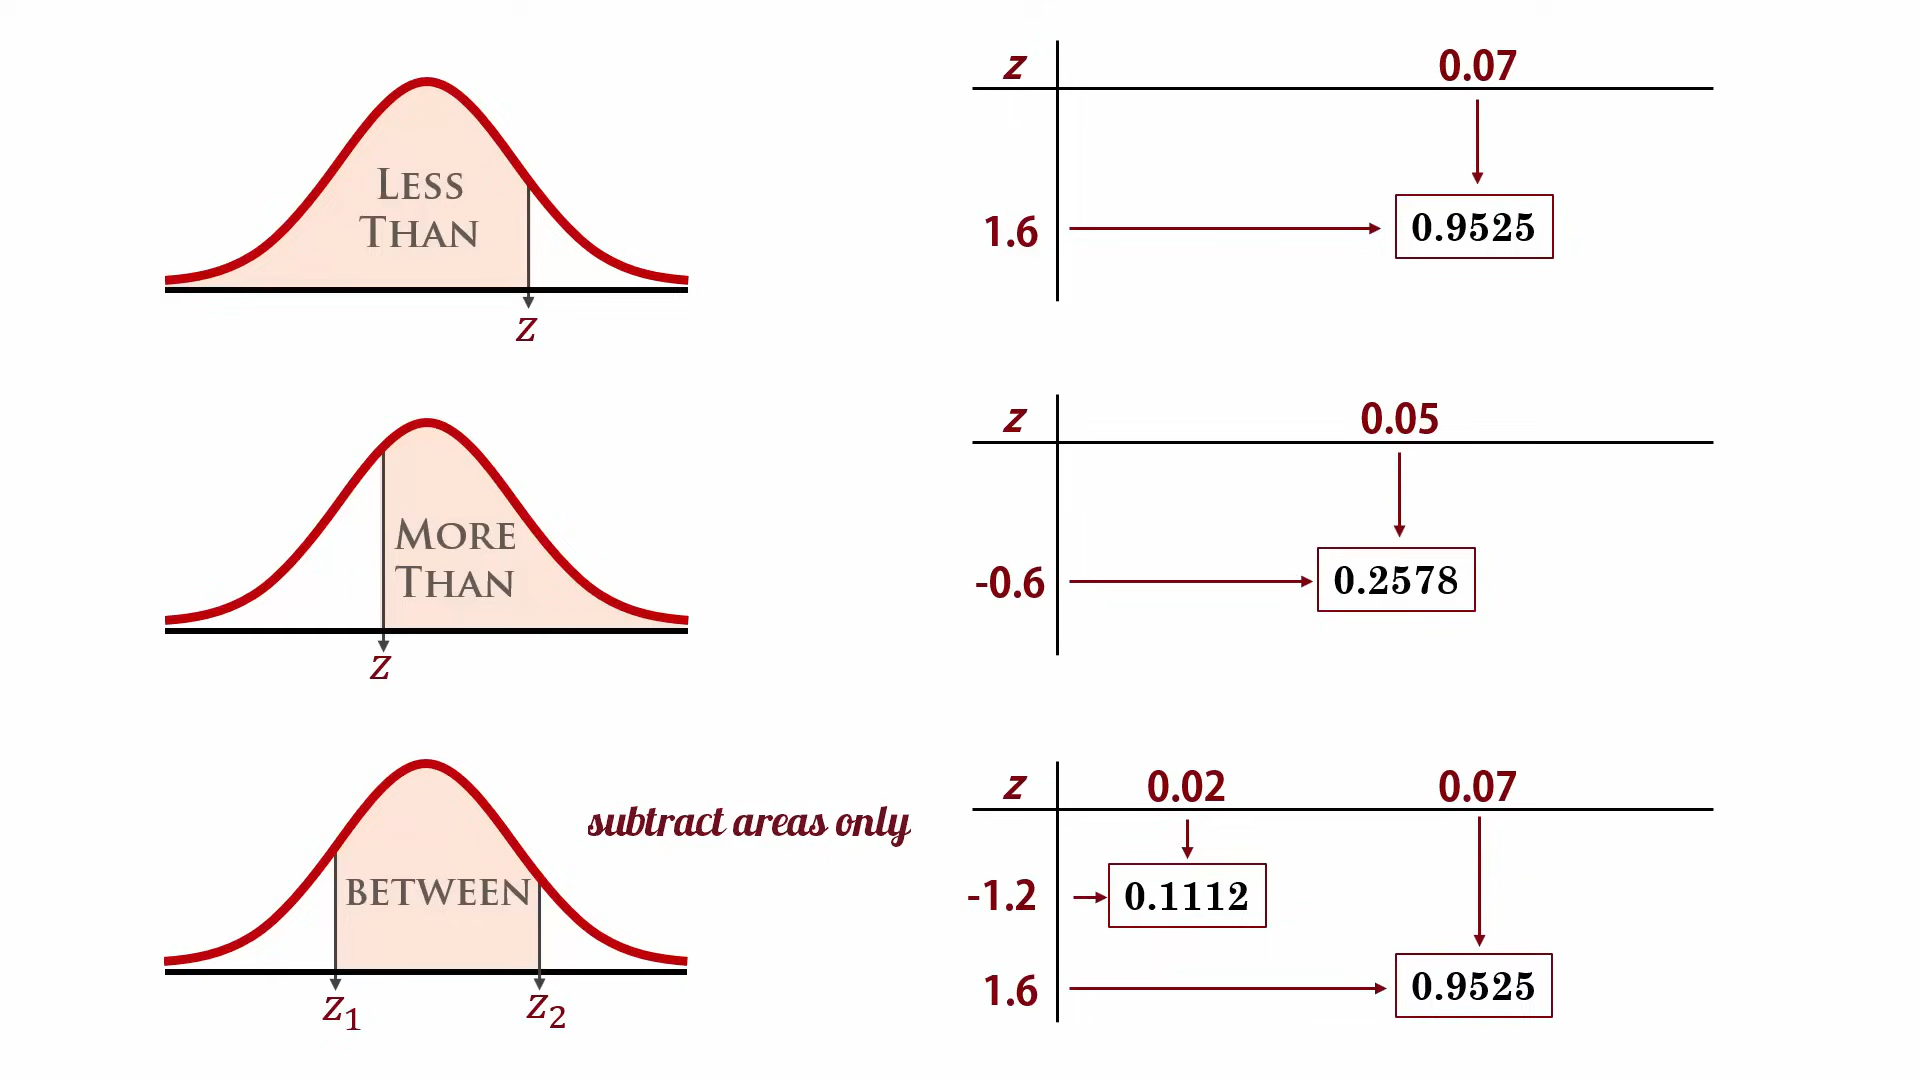 LESS
THAN
z
z 0.07
1.6 0.9525
MORE
THAN
z
z 0.05
-0.6 0.2578
BETWEEN
z1 z2
subtract areas only
z 0.02 0.07
-1.2 0.1112
1.6 0.9525